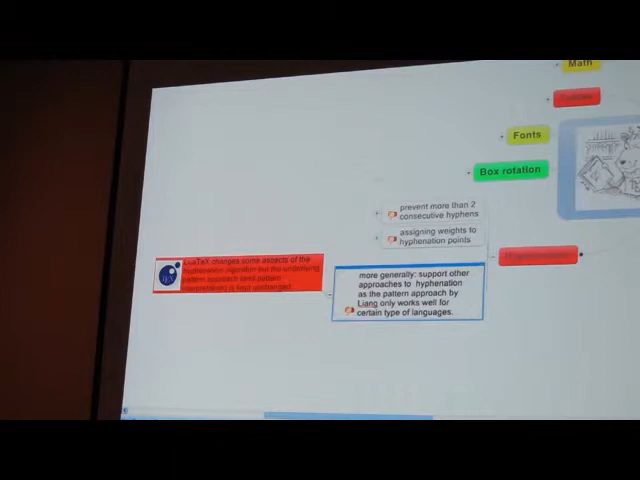 Math
Fonts
Box rotation
prevent more than 2
consecutive hyphens
assigning weights to
hyphenation points
LuaTeX changes some aspects of the
hyphenation algorithm but the underlying
pattern approach (and pattern
is kept unchanged
more generally: support other
approaches to hyphenation
as the pattern approach by
Liang only works well for
certain type of languages.